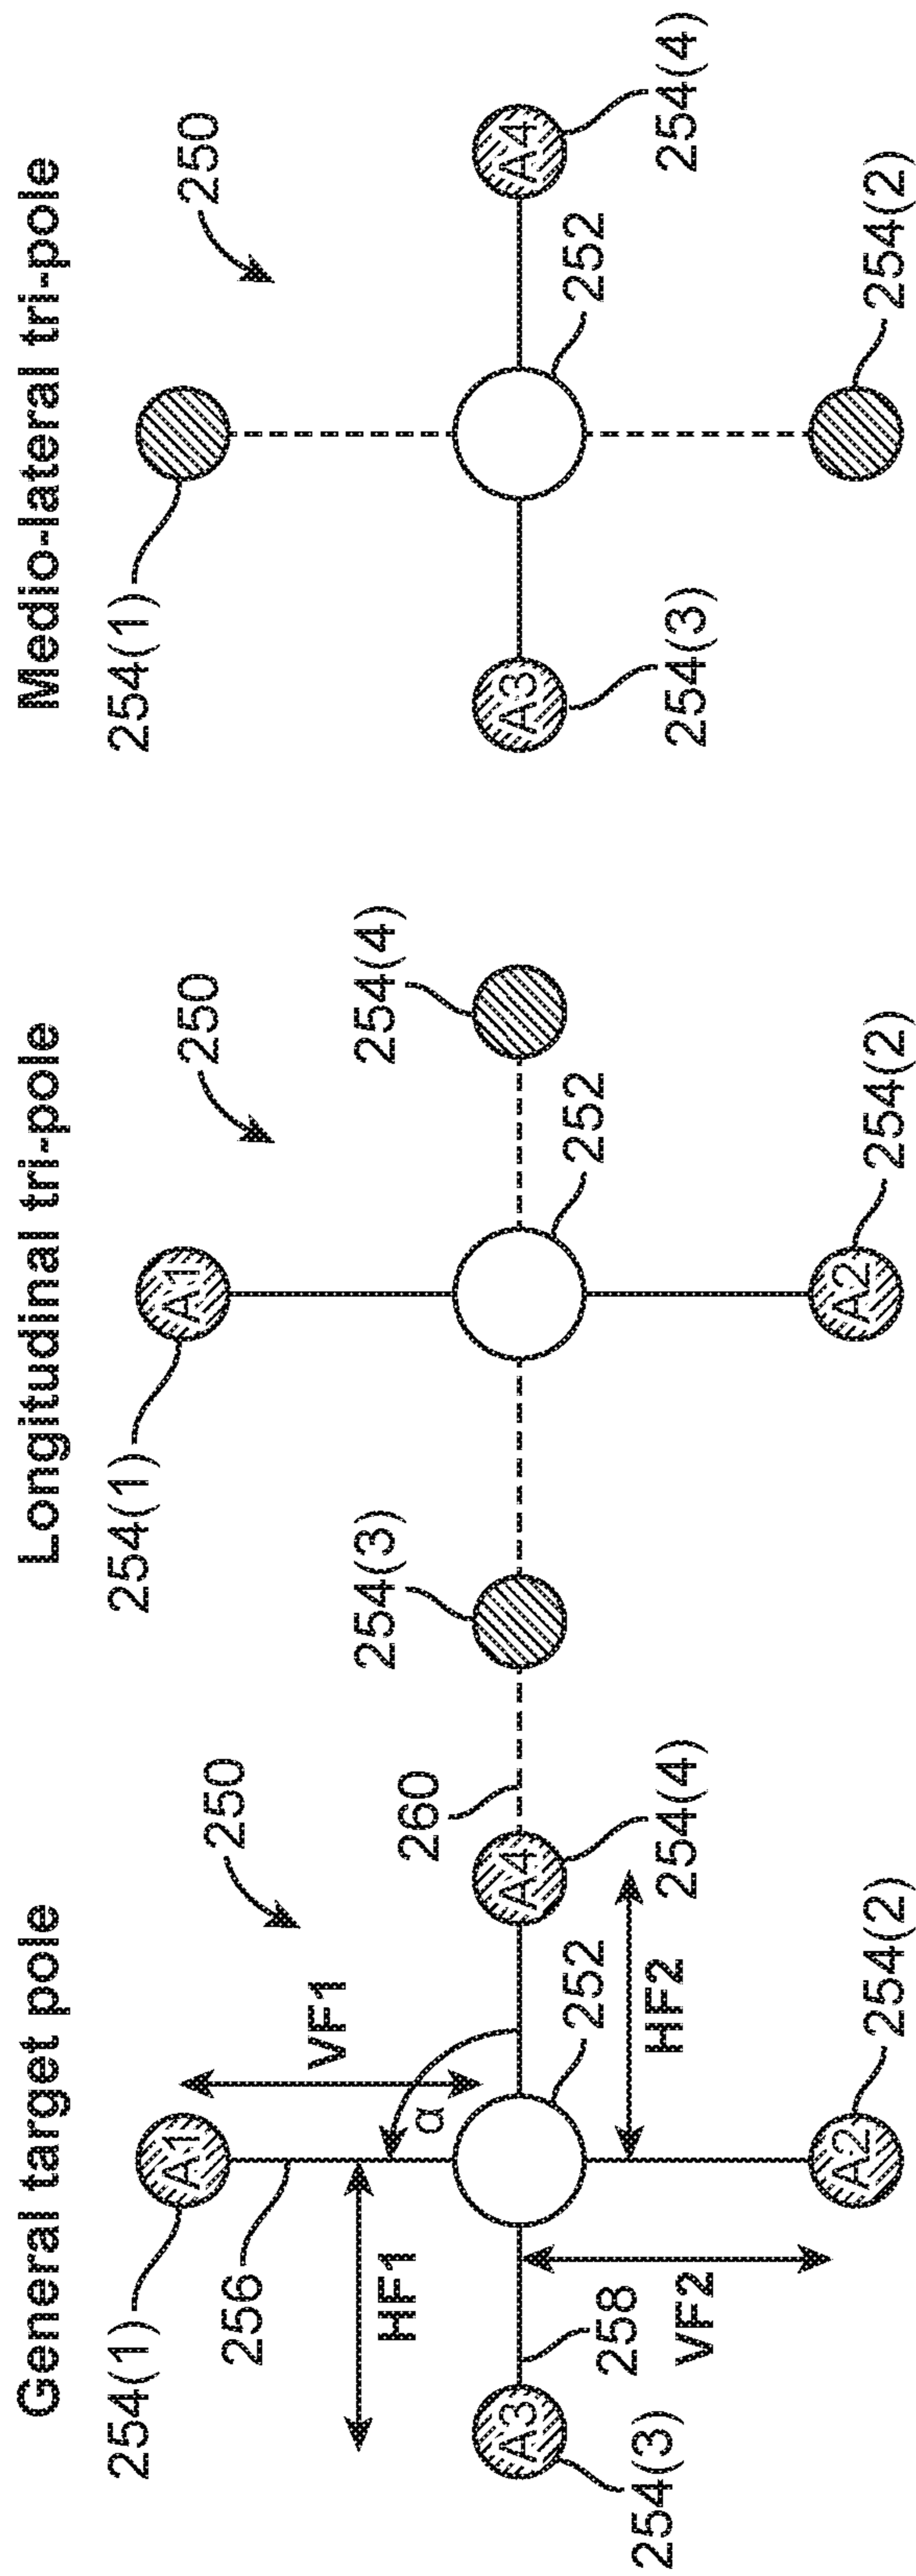 General target pole
254(1)
A1
250
256
VF1
HF1
α
260
A3
A4
252
254(3)
258
HF2
254(4)
VF2
A2
254(2)
Longitudinal tri-pole
254(1)
A1
250
254(3)
254(4)
252
A2
254(2)
Medio-lateral tri-pole
254(1)
250
A3
A4
252
254(3)
254(4)
254(2)